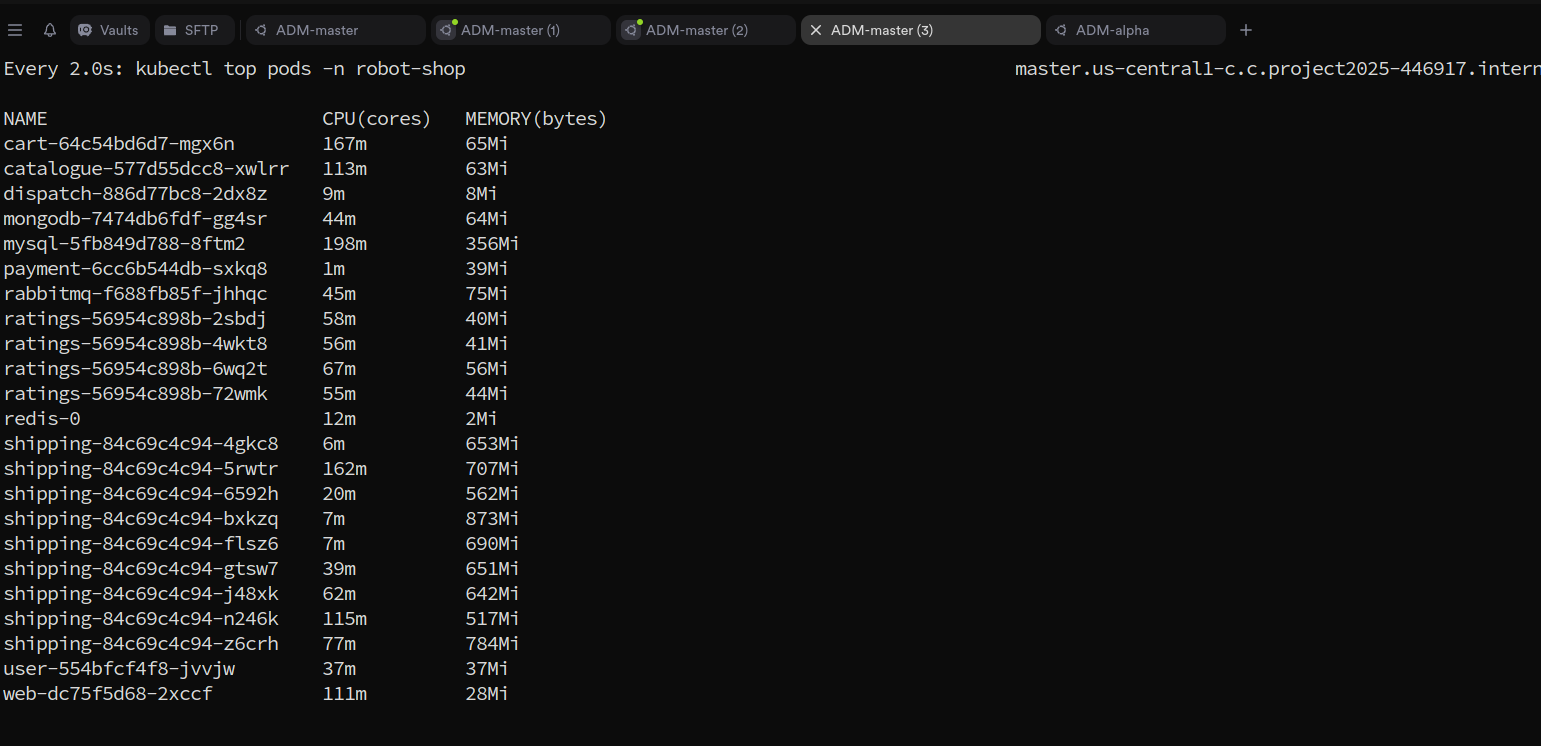 Vaults SFTP ADM-master ADM-master (1) ADM-master (2) ADM-master (3) ADM-alpha
Every 2.0s: kubectl top pods -n robot-shop master.us-central1-c.c.project2025-446917.intern
NAME CPU(cores) MEMORY(bytes)
cart-64c54bd6d7-mgx6n 167m 65Mi
catalogue-577d55dcc8-xwlrr 113m 63Mi
dispatch-886d77bc8-2dx8z 9m 8Mi
mongodb-7474db6fdf-gg4sr 44m 64Mi
mysql-5fb849d788-8ftm2 198m 356Mi
payment-6cc6b544db-sxkq8 1m 39Mi
rabbitmq-f688fb85f-jhhqc 45m 75Mi
ratings-56954c898b-2sbdj 58m 40Mi
ratings-56954c898b-4wkt8 56m 41Mi
ratings-56954c898b-6wq2t 67m 56Mi
ratings-56954c898b-72wmk 55m 44Mi
redis-0 12m 2Mi
shipping-84c69c4c94-4gkc8 6m 653Mi
shipping-84c69c4c94-5rwtr 162m 707Mi
shipping-84c69c4c94-6592h 20m 562Mi
shipping-84c69c4c94-bxkzq 7m 873Mi
shipping-84c69c4c94-flsz6 7m 690Mi
shipping-84c69c4c94-gtsw7 39m 651Mi
shipping-84c69c4c94-j48xk 62m 642Mi
shipping-84c69c4c94-n246k 115m 517Mi
shipping-84c69c4c94-z6crh 77m 784Mi
user-554bfcf4f8-jvvjw 37m 37Mi
web-dc75f5d68-2xccf 111m 28Mi